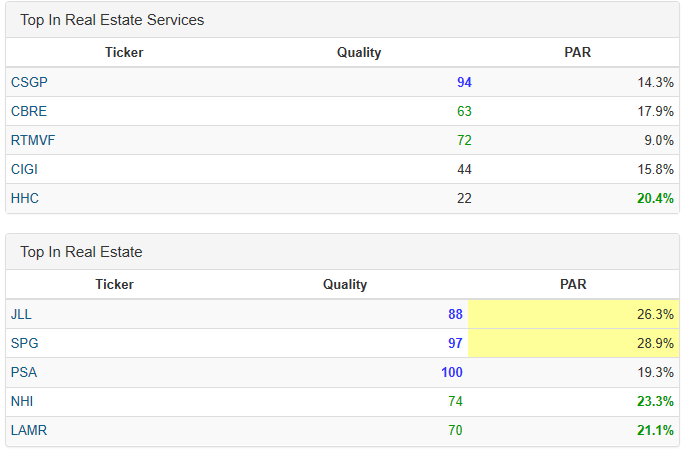 Top In Real Estate Services
Ticker Quality PAR
CSGP 94 14.3%
CBRE 63 17.9%
RTMVF 72 9.0%
CIGI 44 15.8%
HHC 22 20.4%
Top In Real Estate
Ticker Quality PAR
JLL 88 26.3%
SPG 97 28.9%
PSA 100 19.3%
NHI 74 23.3%
LAMR 70 21.1%